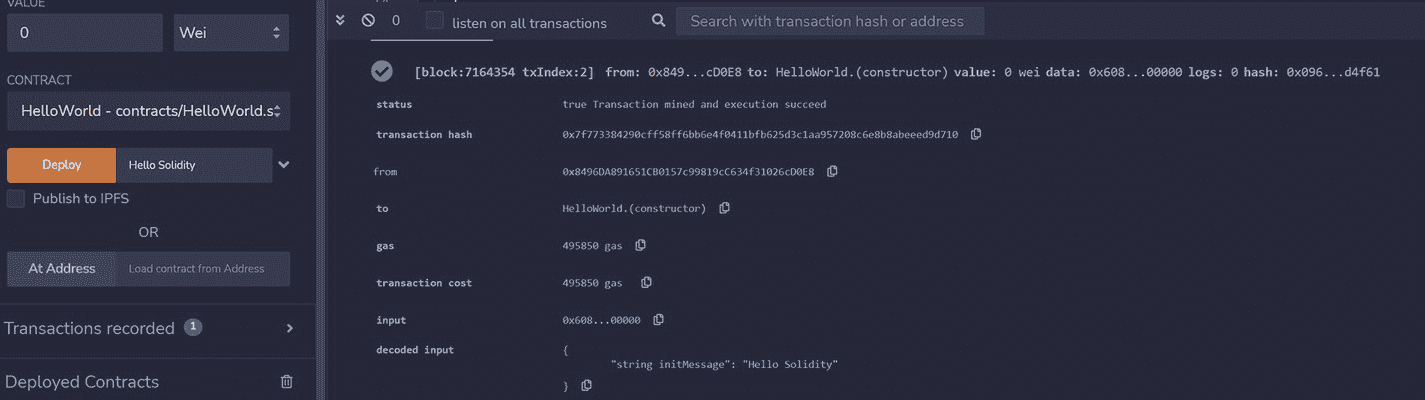 VALUE
0
Wei
CONTRACT
HelloWorld - contracts/HelloWorld.s
Deploy
Hello Solidity
Publish to IPFS
OR
At Address
Load contract from Address
Transactions recorded 1
Deployed Contracts
0
listen on all transactions
Search with transaction hash or address
[block:7164354 txIndex:2] from: 0x849...cD0E8 to: HelloWorld.(constructor) value: 0 wei data: 0x608...00000 logs: 0 hash: 0x096...d4f61
status true Transaction mined and execution succeed
transaction hash 0x7f773384290cff58ff6bb6e4f0411bfb625d3c1aa957208c6e8b8abeeed9d710
from 0x8496DA891651CB0157c99819cC634f31026cD0E8
to HelloWorld.(constructor)
gas 495850 gas
transaction cost 495850 gas
input 0x608...00000
decoded input {
"string initMessage": "Hello Solidity"
}